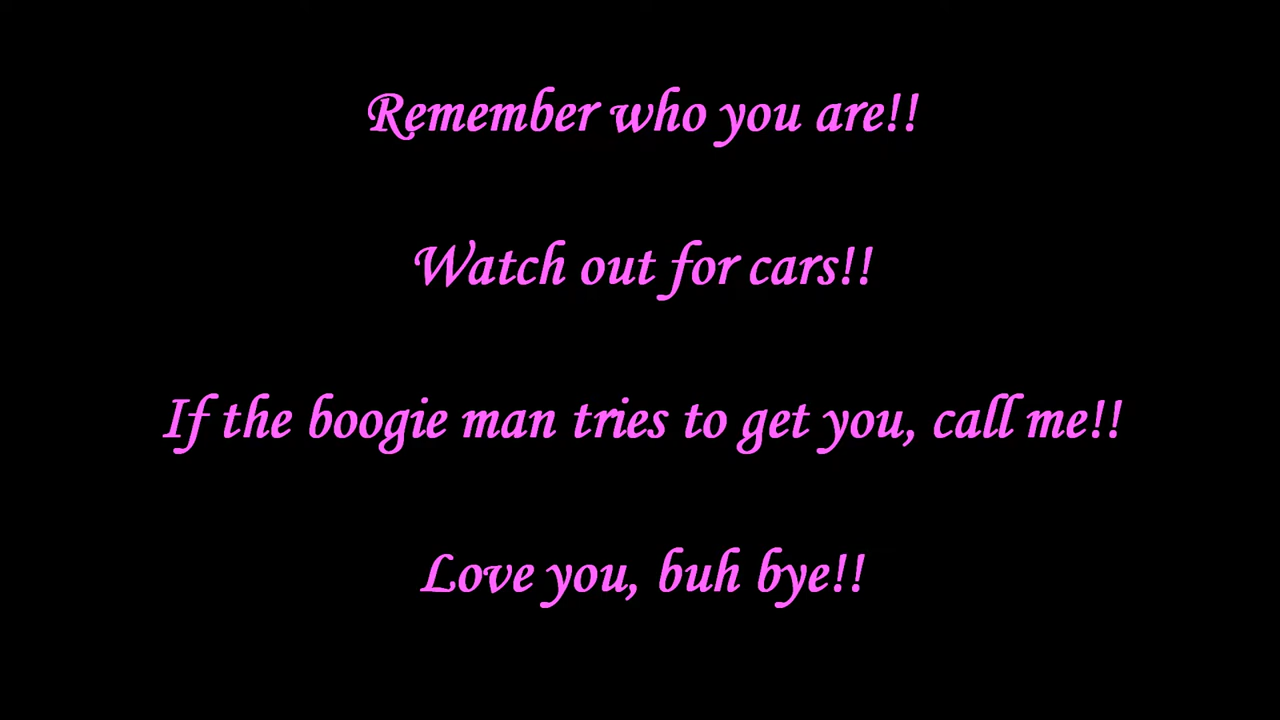 Remember who you are!!
Watch out for cars!!
If the boogie man tries to get you, call me!!
Love you, buh bye!!